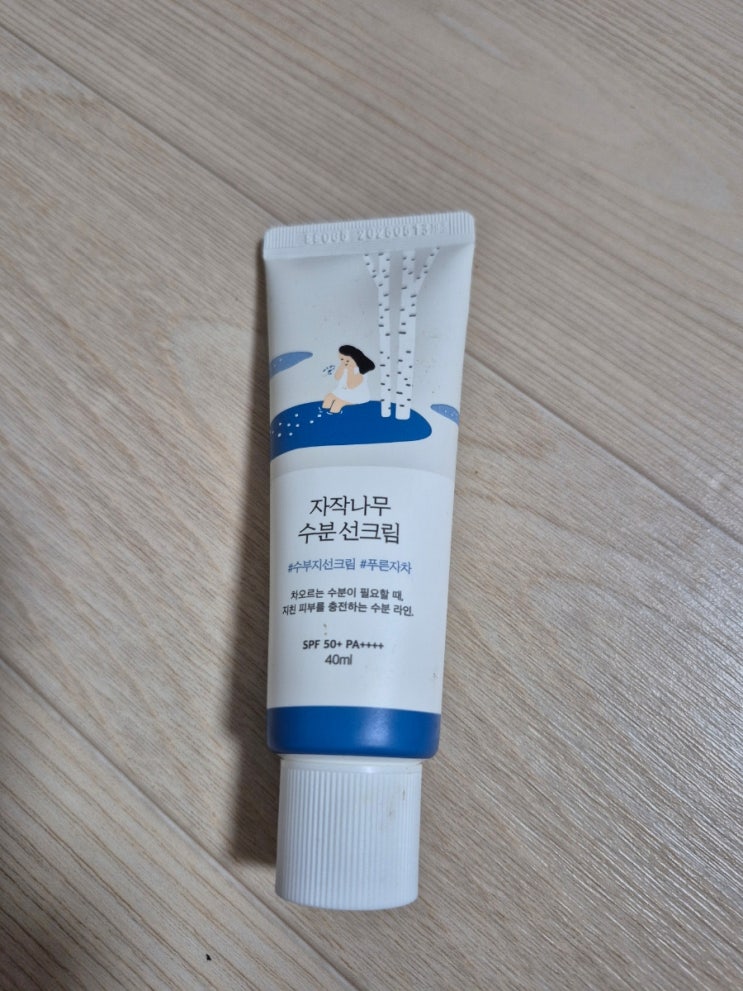 자작나무
수분 선크림
#수부지선크림 #푸른자차
차오르는 수분이 필요할 때,
지친 피부를 충전하는 수분 라인.
SPF 50+ PA++++
40ml